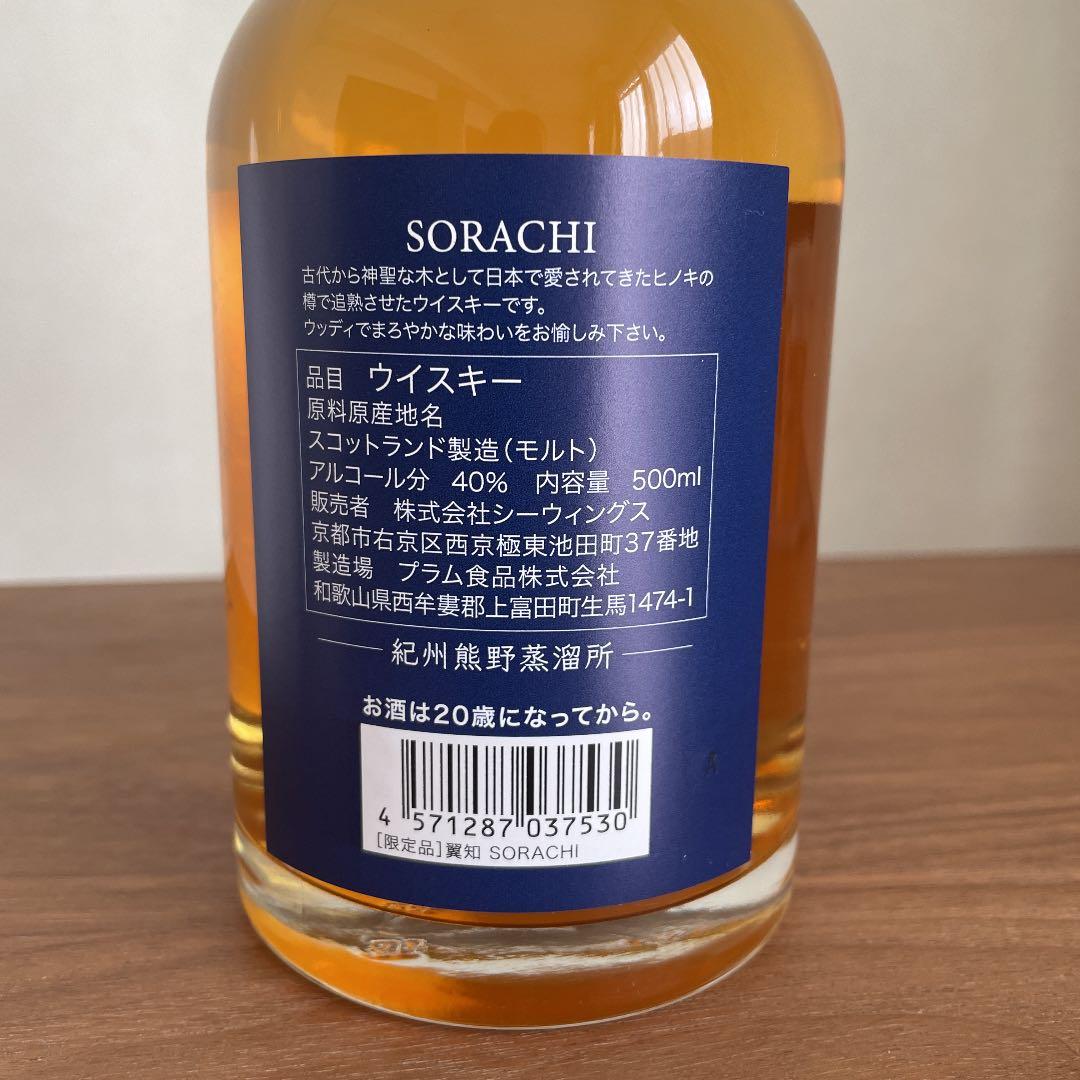 SORACHI
古代から神聖な木として日本で愛されてきたヒノキの
樽で追熟させたウイスキーです。
ウッディでまろやかな味わいをお愉しみ下さい。
品目 ウイスキー
原料原産地名
スコットランド製造(モルト)
アルコール分 40% 内容量 500ml
販売者 株式会社シーウィングス
京都市右京区西京極東池田町37番地
製造場 プラム食品株式会社
和歌山県西牟婁郡上富田町生馬1474-1
紀州熊野蒸溜所
お酒は20歳になってから。
4 571287 037530
[限定品]翼知 SORACHI